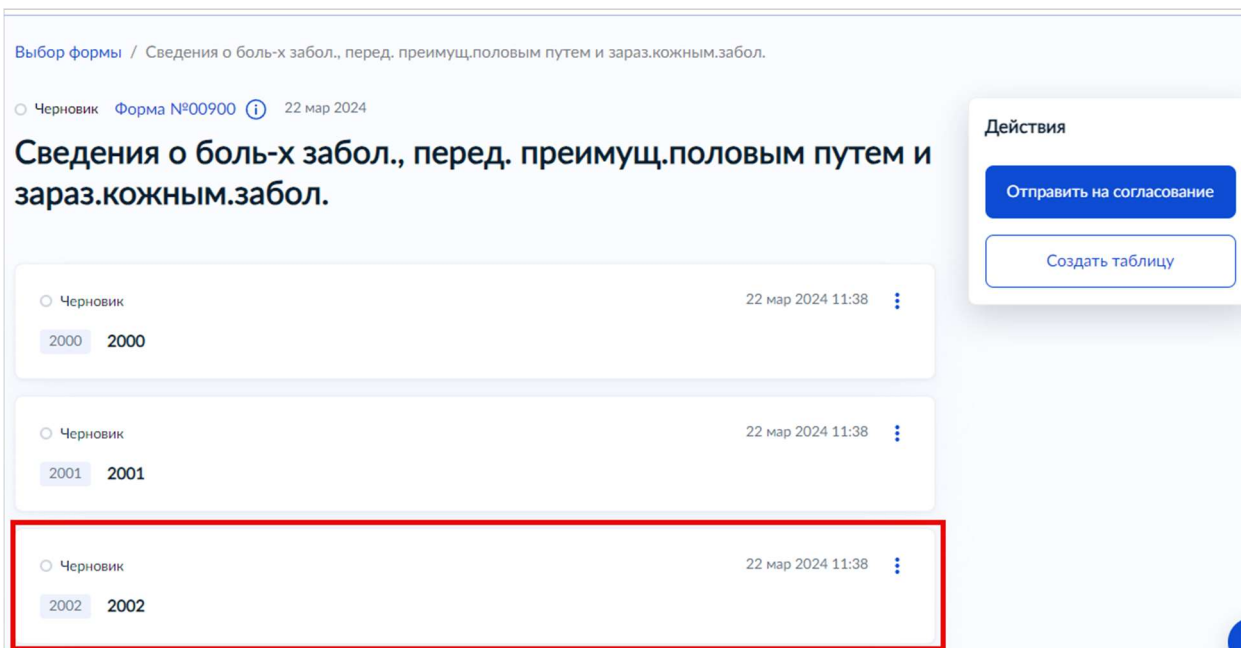 Выбор формы / Сведения о боль-х забол., перед. преимущ.половым путем и зараз.кожным.забол.
Черновик Форма №00900 22 мар 2024
Сведения о боль-х забол., перед. преимущ.половым путем и
зараз.кожным.забол.
Действия
Отправить на согласование
Создать таблицу
Черновик 22 мар 2024 11:38
2000 2000
Черновик 22 мар 2024 11:38
2001 2001
Черновик 22 мар 2024 11:38
2002 2002